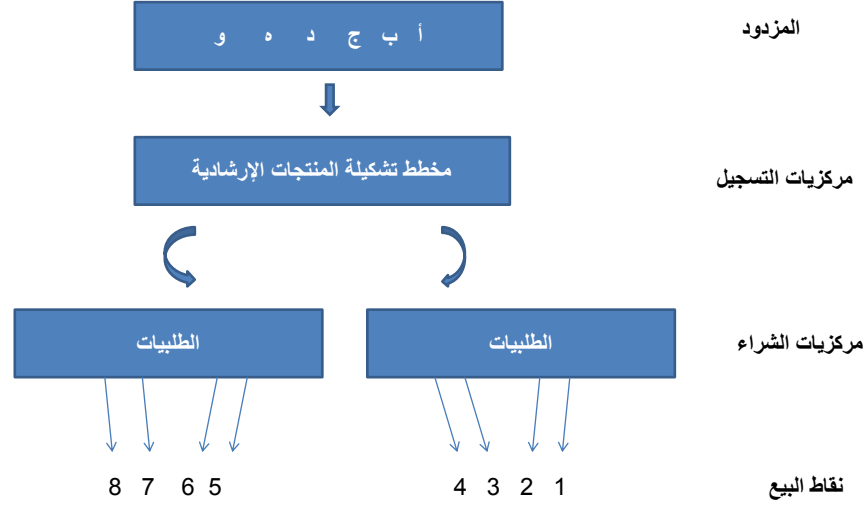 المزدود
أ ب ج د ه و
مركزيات التسجيل
مخطط تشكيلة المنتجات الإرشادية
مركزيات الشراء
الطلبيات
الطلبيات
نقاط البيع
1 2 3 4
5 6 7 8